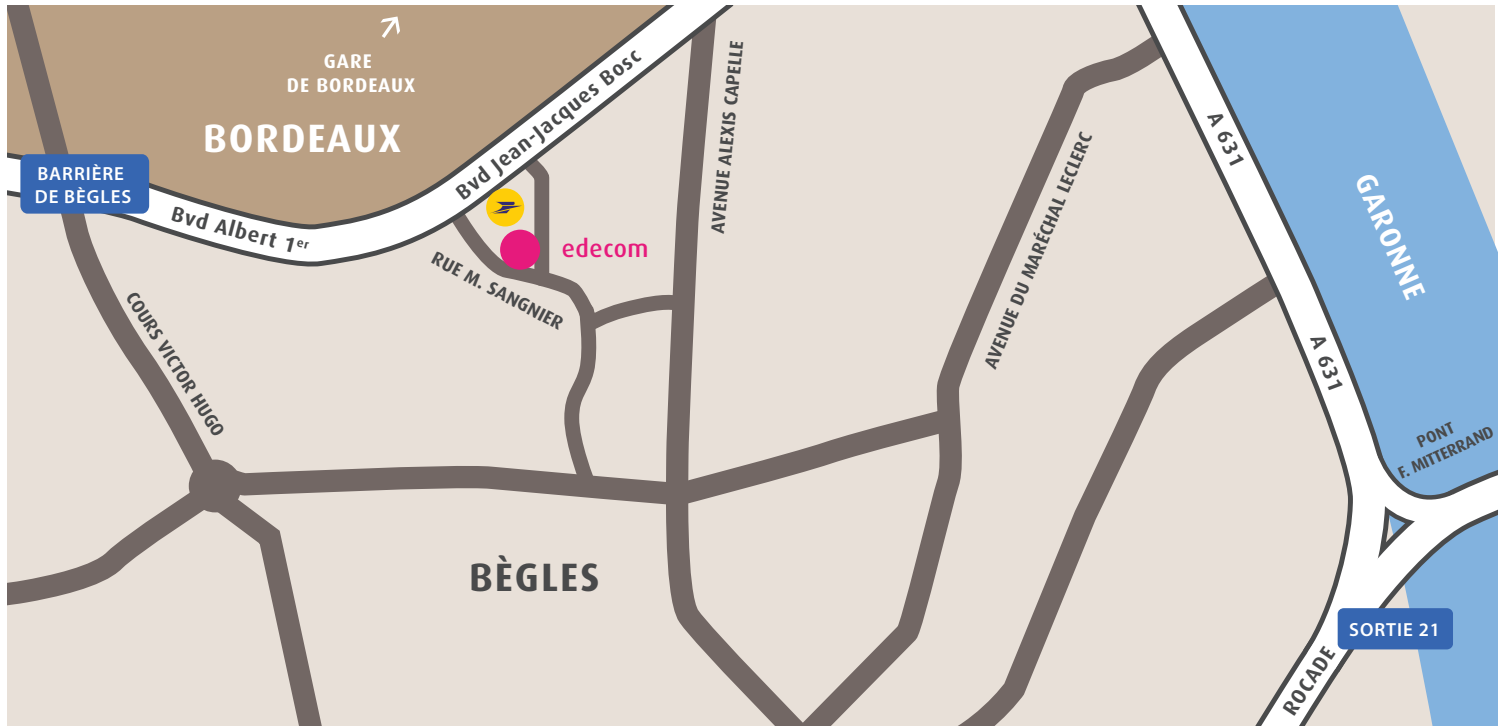 GARE
DE BORDEAUX
BORDEAUX
Bvd Jean-Jacques Bosc
AVENUE ALEXIS CAPELLE
A 631
BARRIÈRE
DE BÈGLES
Bvd Albert 1er
edecom
RUE M. SANGNIER
AVENUE DU MARÉCHAL LECLERC
GARONNE
COURS VICTOR HUGO
A 631
PONT
F. MITTERRAND
BÈGLES
SORTIE 21
ROCADE